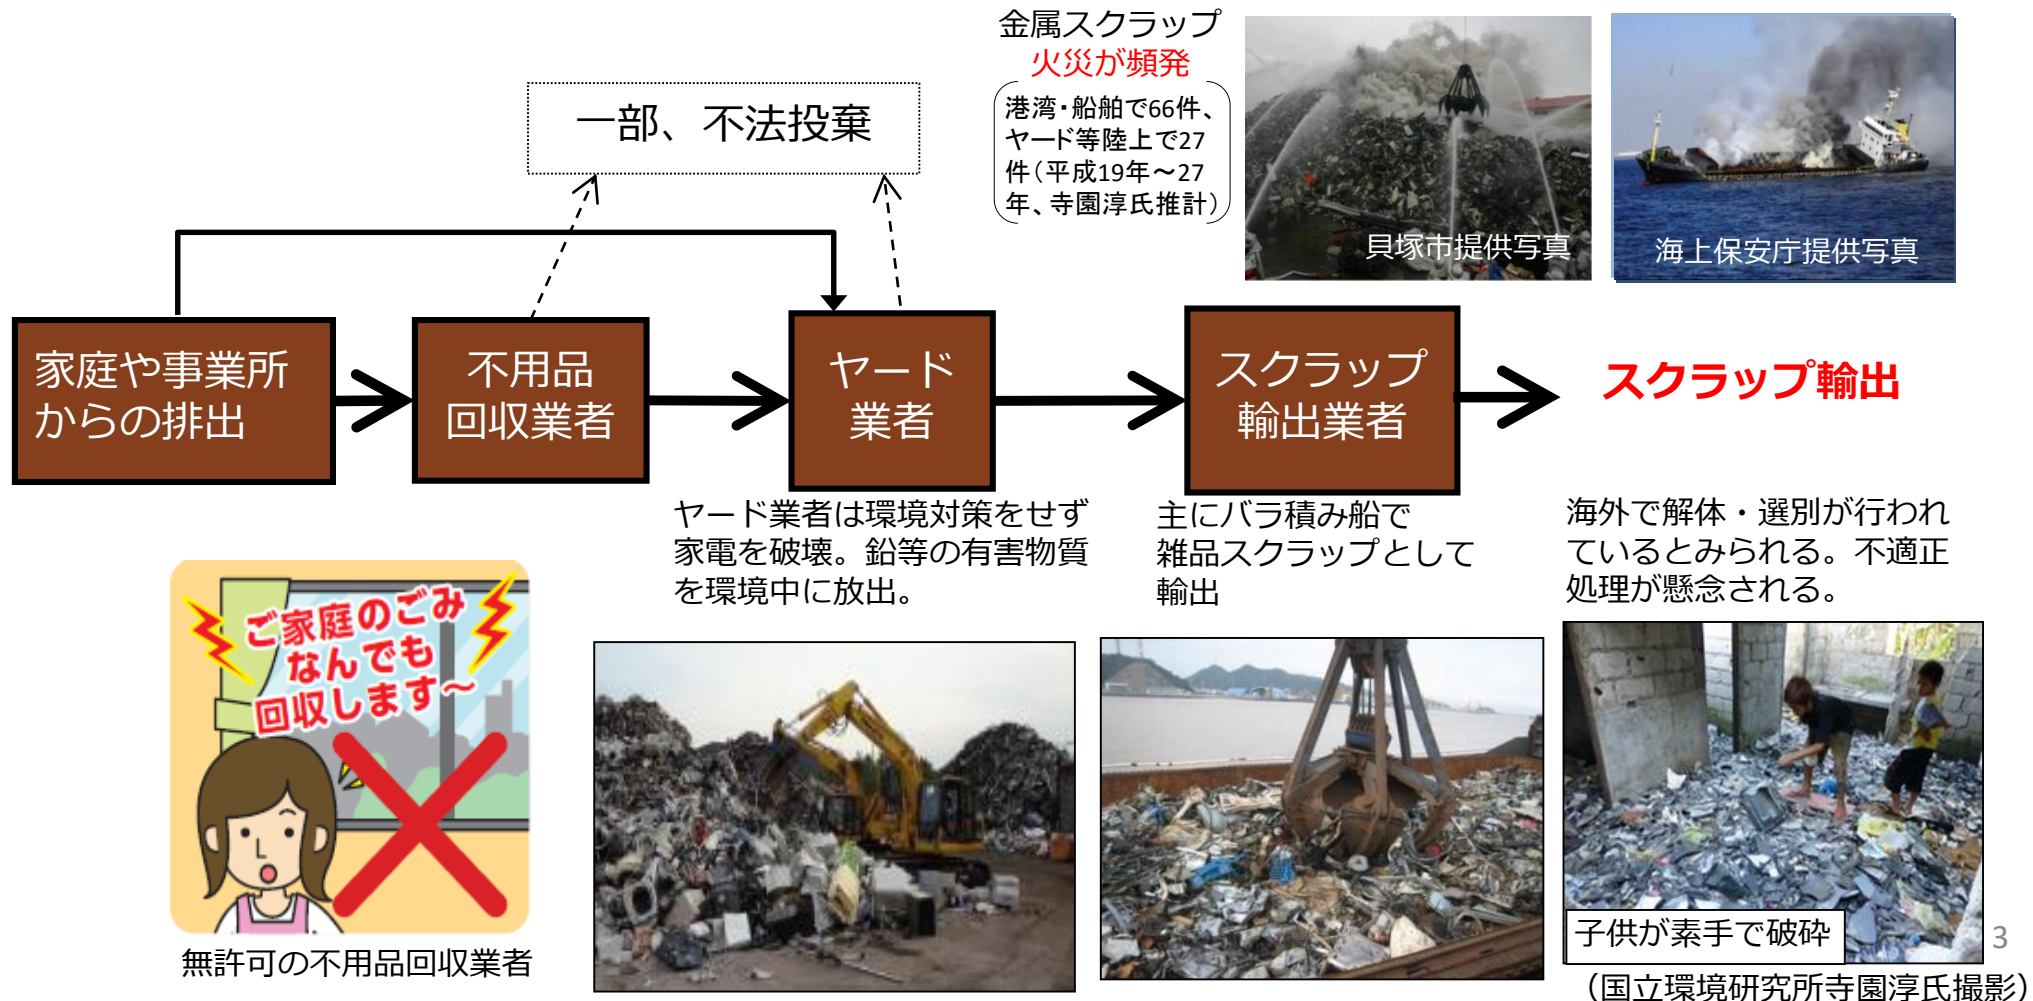 金属スクラップ
火災が頻発
港湾・船舶で66件、
ヤード等陸上で27
件（平成19年～27
年、寺園淳氏推計）
貝塚市提供写真
海上保安庁提供写真
一部、不法投棄
家庭や事業所
からの排出
不用品
回収業者
ヤード
業者
スクラップ
輸出業者
スクラップ輸出
ヤード業者は環境対策をせず
家電を破壊。鉛等の有害物質
を環境中に放出。
主にバラ積み船で
雑品スクラップとして
輸出
海外で解体・選別が行われ
ているとみられる。不適正
処理が懸念される。
ご家庭のごみ
なんでも
回収します～
無許可の不用品回収業者
子供が素手で破砕
3
（国立環境研究所寺園淳氏撮影）